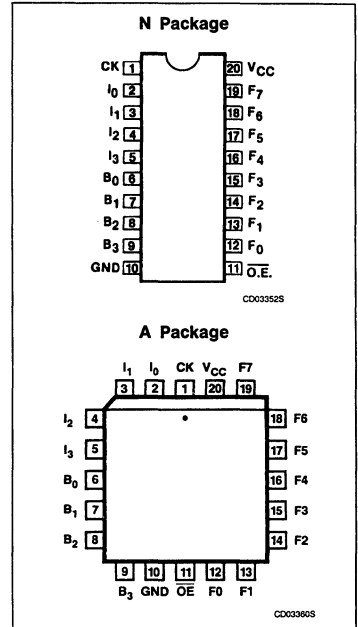 N Package
CK 1 20 VCC
I0 2 19 F7
I1 3 18 F6
I2 4 17 F5
I3 5 16 F4
B0 6 15 F3
B1 7 14 F2
B2 8 13 F1
B3 9 12 F0
GND 10 11 O.E.
CD03352S
A Package
I1 I0 CK VCC F7
3 2 1 20 19
I2 4 18 F6
I3 5 17 F5
B0 6 16 F4
B1 7 15 F3
B2 8 14 F2
9 10 11 12 13
B3 GND OE F0 F1
CD03360S